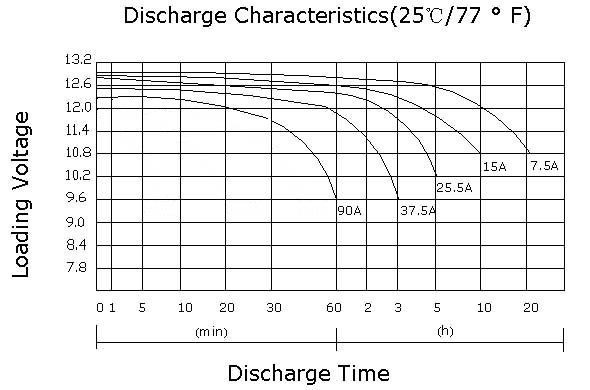 Discharge Characteristics(25℃/77 ° F)
Loading Voltage
13.2
12.6
12.0
11.4
10.8
10.2
9.6
9.0
8.4
7.8
15A 7.5A
25.5A
90A 37.5A
0 1 5 10 20 30 60 2 3 5 10 20
(min) (h)
Discharge Time